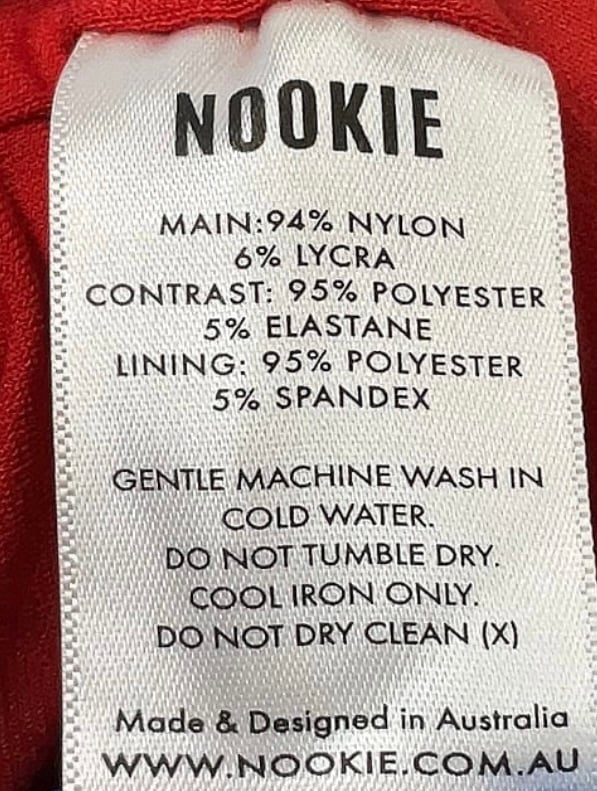 NOOKIE
MAIN:94% NYLON
6% LYCRA
CONTRAST: 95% POLYESTER
5% ELASTANE
LINING: 95% POLYESTER
5% SPANDEX
GENTLE MACHINE WASH IN
COLD WATER.
DO NOT TUMBLE DRY.
COOL IRON ONLY.
DO NOT DRY CLEAN (X)
Made & Designed in Australia
WWW.NOOKIE.COM.AU